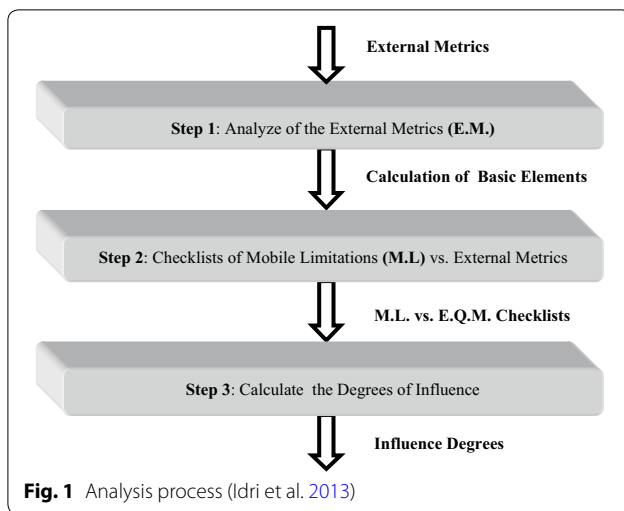 External Metrics
Step 1: Analyze of the External Metrics (E.M.)
Calculation of Basic Elements
Step 2: Checklists of Mobile Limitations (M.L) vs. External Metrics
M.L. vs. E.Q.M. Checklists
Step 3: Calculate the Degrees of Influence
Influence Degrees
Fig. 1 Analysis process (Idri et al. 2013)